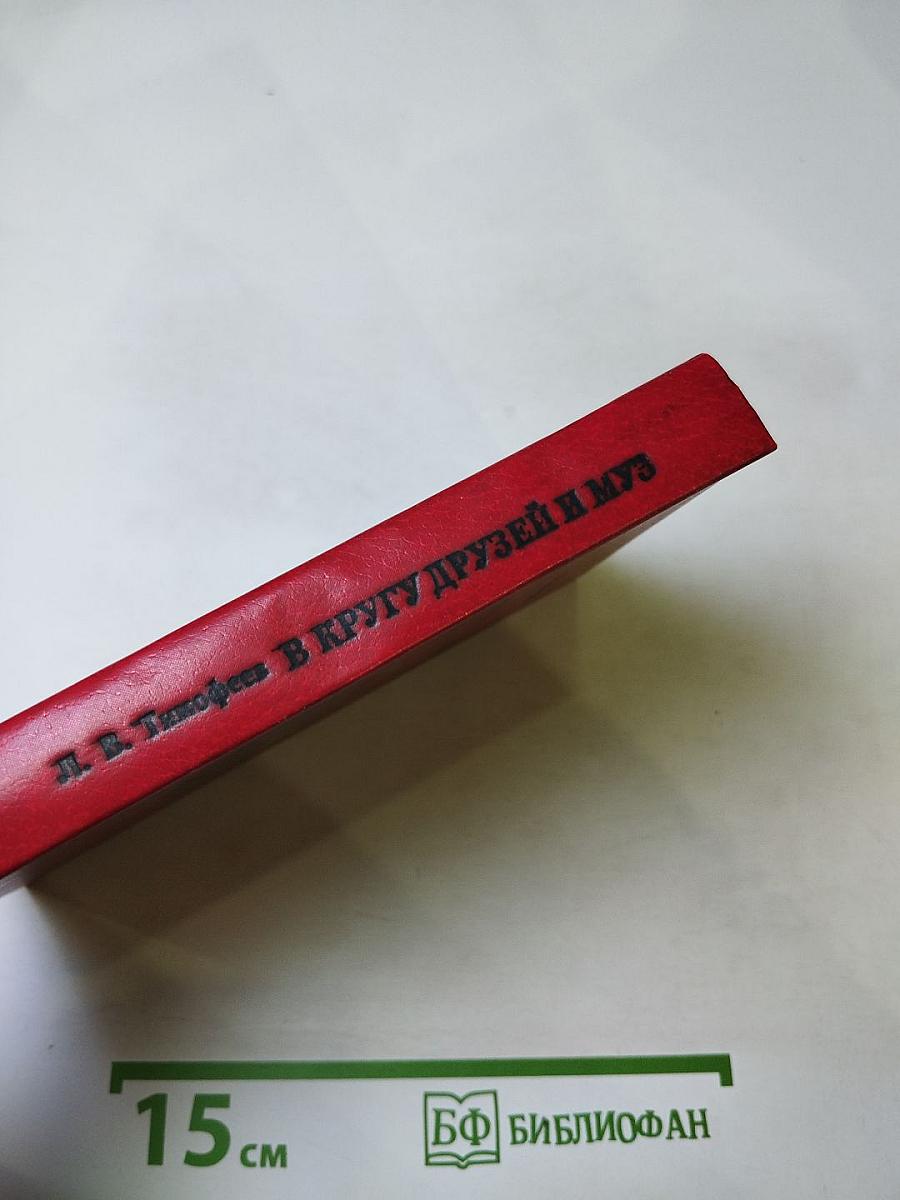 Л. В. Тимофеев В КРУГУ ДРУЗЕЙ И МУЗ
15 см
БФ БИБЛИОФАН